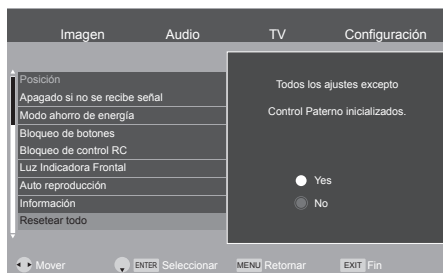 Imagen Audio TV Configuración
Posición
Apagado si no se recibe señal
Modo ahorro de energía
Bloqueo de botones
Bloqueo de control RC
Luz Indicadora Frontal
Auto reproducción
Información
Resetear todo
Todos los ajustes excepto
Control Paterno inicializados.
Yes
No
Mover ENTER Seleccionar MENU Retornar EXIT Fin